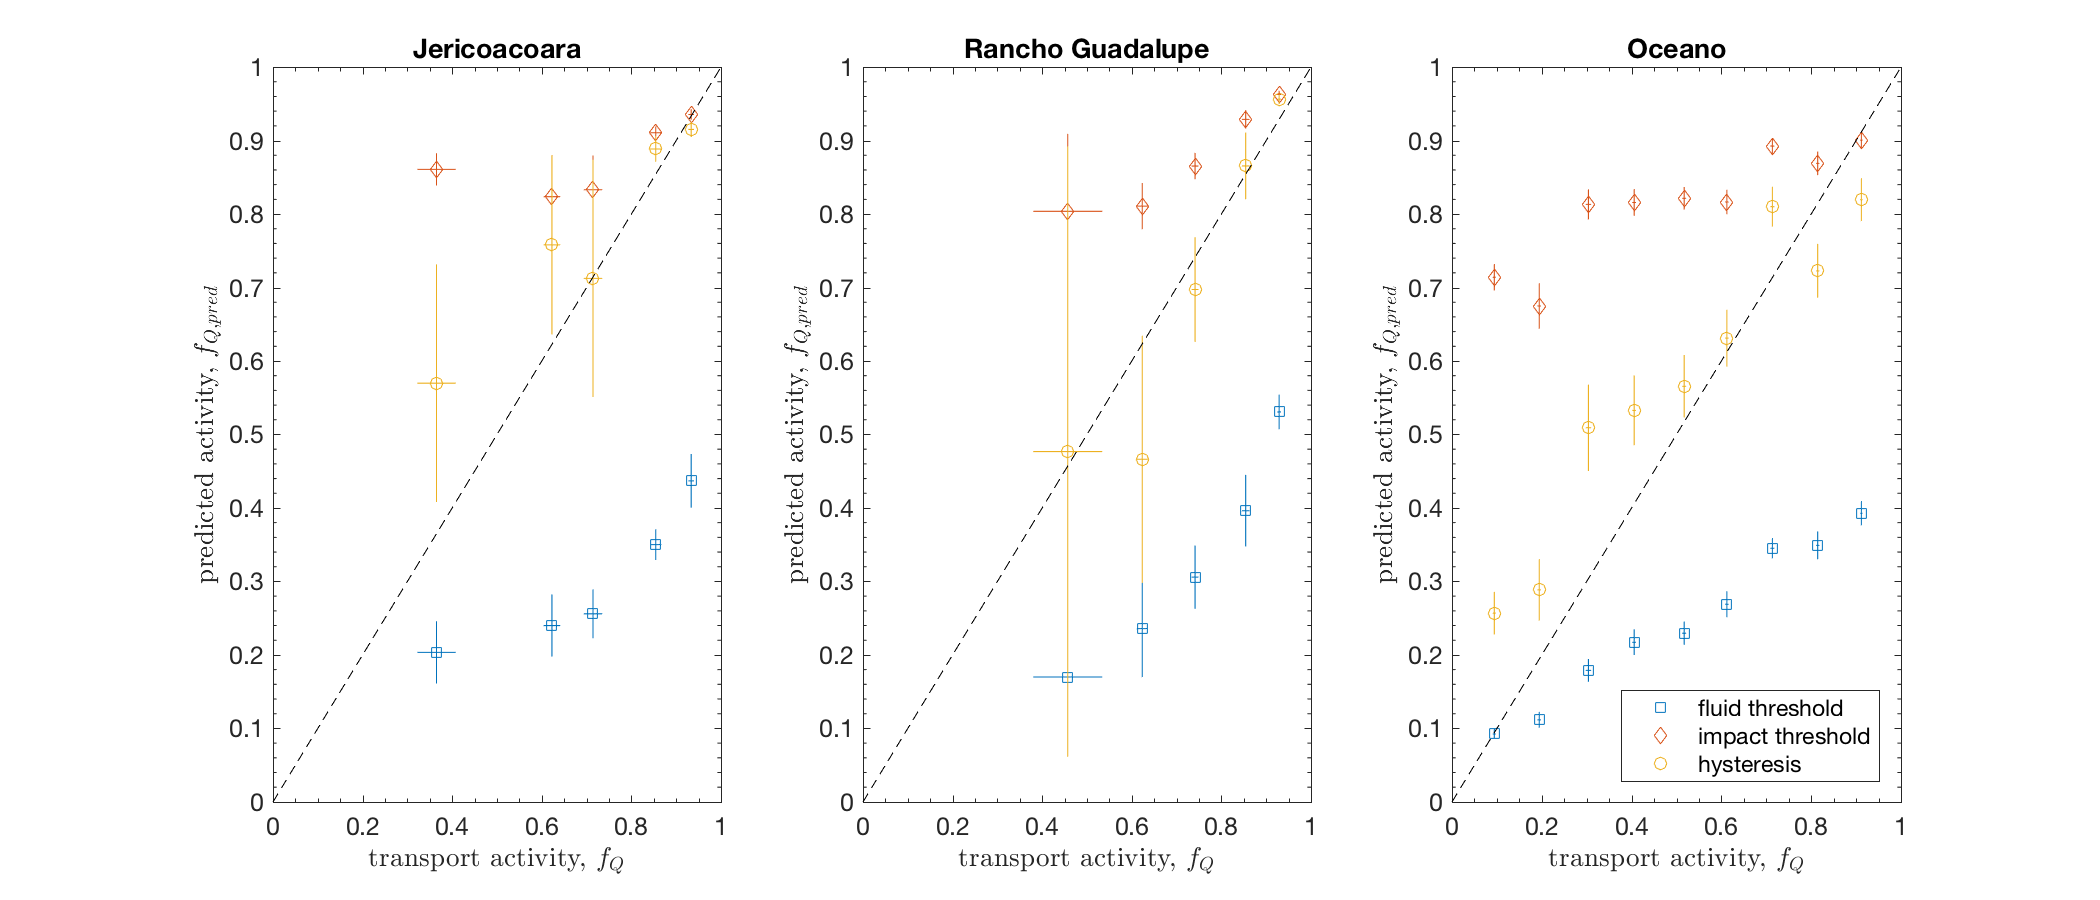 Jericoacoara
1
0.9
0.8
0.7
0.6
0.5
0.4
0.3
0.2
0.1
0
0 0.2 0.4 0.6 0.8 1
predicted activity, f_{Q,pred}
transport activity, f_Q
Rancho Guadalupe
1
0.9
0.8
0.7
0.6
0.5
0.4
0.3
0.2
0.1
0
0 0.2 0.4 0.6 0.8 1
predicted activity, f_{Q,pred}
transport activity, f_Q
Oceano
1
0.9
0.8
0.7
0.6
0.5
0.4
0.3
0.2
0.1
0
0 0.2 0.4 0.6 0.8 1
predicted activity, f_{Q,pred}
transport activity, f_Q
fluid threshold
impact threshold
hysteresis